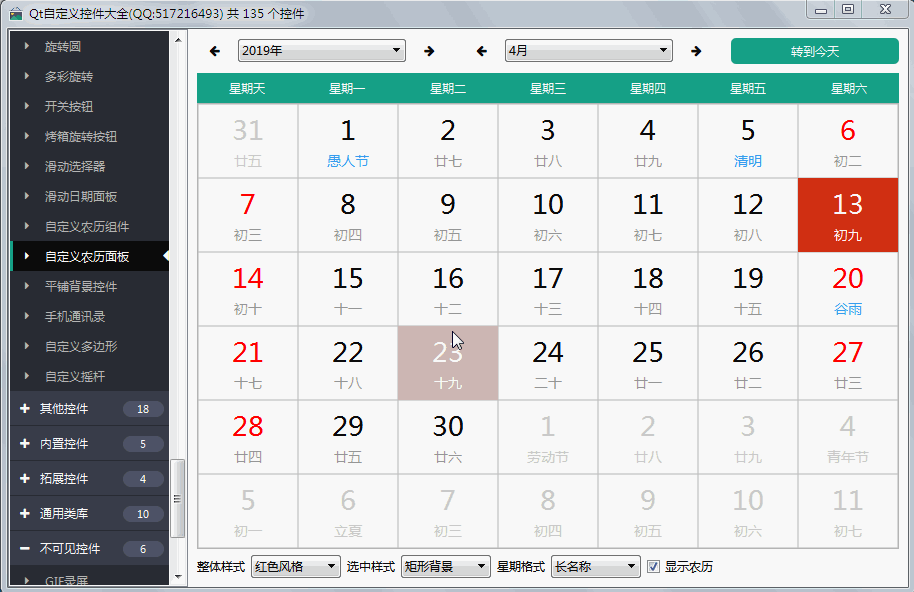 Qt自定义控件大全(QQ:517216493) 共 135 个控件
旋转圆
多彩旋转
开关按钮
烤箱旋转按钮
滑动选择器
滑动日期面板
自定义农历组件
自定义农历面板
平铺背景控件
手机通讯录
自定义多边形
自定义摇杆
其他控件 18
内置控件 5
拓展控件 4
通用类库 10
不可见控件 6
GIF录屏
2019年 4月 转到今天
星期天 星期一 星期二 星期三 星期四 星期五 星期六
31 1 2 3 4 5 6
廿五 愚人节 廿七 廿八 廿九 清明 初二
7 8 9 10 11 12 13
初三 初四 初五 初六 初七 初八 初九
14 15 16 17 18 19 20
初十 十一 十二 十三 十四 十五 谷雨
21 22 23 24 25 26 27
十七 十八 十九 二十 廿一 廿二 廿三
28 29 30 1 2 3 4
廿四 廿五 廿六 劳动节 廿八 廿九 青年节
5 6 7 8 9 10 11
初一 立夏 初三 初四 初五 初六 初七
整体样式 红色风格 选中样式 矩形背景 星期格式 长名称 显示农历